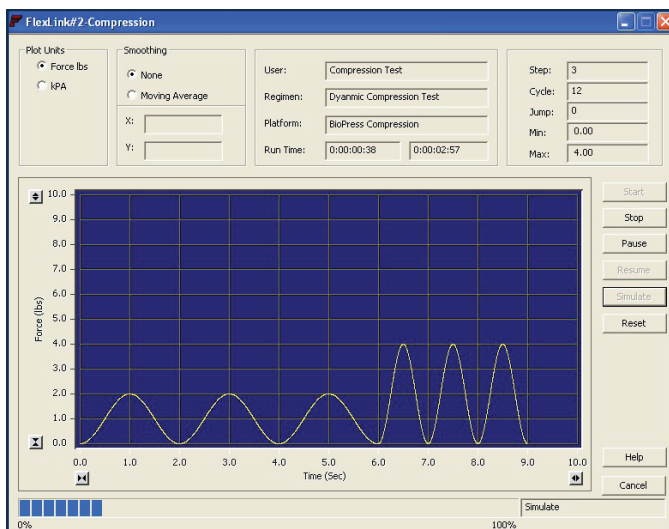 FlexLink#2-Compression
Plot Units
Force lbs
kPA
Smoothing
None
Moving Average
X:
Y:
User: Compression Test
Regimen: Dyanmic Compression Test
Platform: BioPress Compression
Run Time: 0:00:00:38 0:00:02:57
Step: 3
Cycle: 12
Jump: 0
Min: 0.00
Max: 4.00
10.0
9.0
8.0
7.0
6.0
5.0
4.0
3.0
2.0
1.0
0.0
Force (lbs)
0.0 1.0 2.0 3.0 4.0 5.0 6.0 7.0 8.0 9.0 10.0
Time (Sec)
Start
Stop
Pause
Resume
Simulate
Reset
Help
Cancel
Simulate
0% 100%